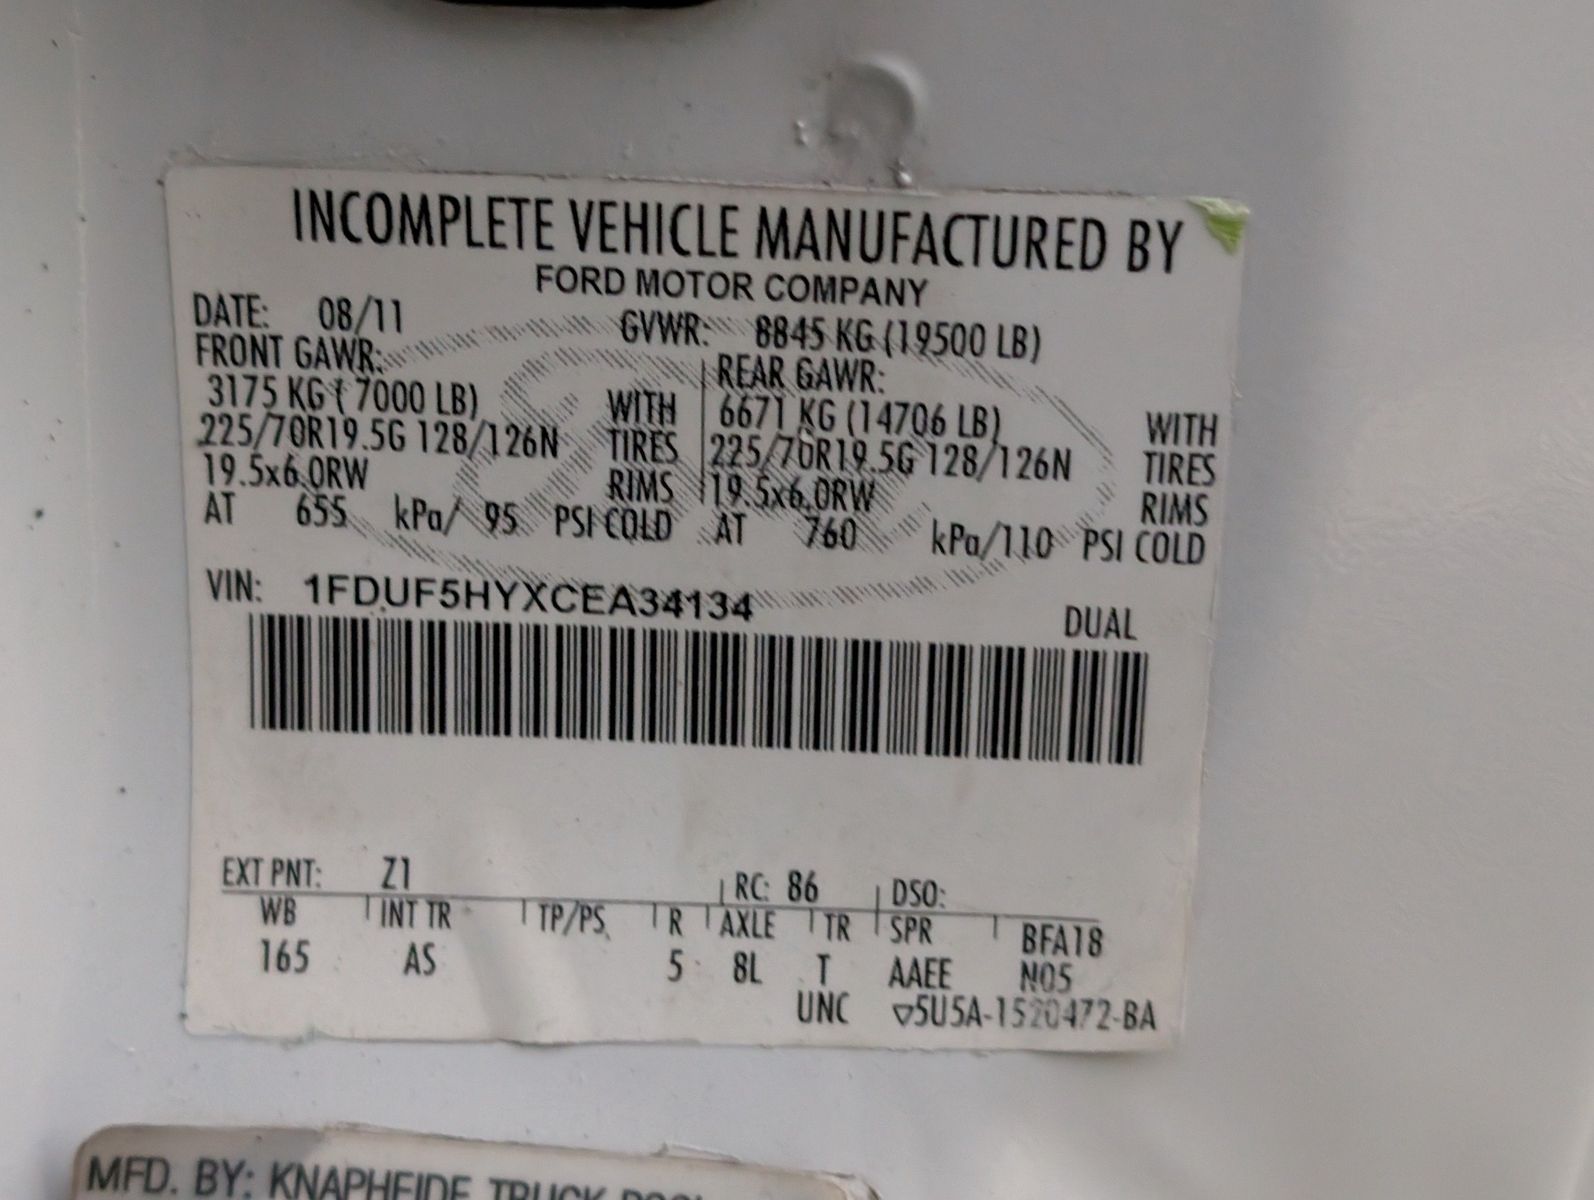 INCOMPLETE VEHICLE MANUFACTURED BY
FORD MOTOR COMPANY
DATE: 08/11 GVWR: 8845 KG (19500 LB)
FRONT GAWR: REAR GAWR:
3175 KG ( 7000 LB) WITH 6671 KG (14706 LB) WITH
225/70R19.5G 128/126N TIRES 225/70R19.5G 128/126N TIRES
19.5x6.0RW RIMS 19.5x6.0RW RIMS
AT 655 kPa/ 95 PSI COLD AT 760 kPa/110 PSI COLD
VIN: 1FDUF5HYXCEA34134 DUAL
EXT PNT: Z1 RC: 86 DSO:
WB INT TR TP/PS R AXLE TR SPR BFA18
165 AS 5 8L T AAEE N05
UNC ▽5U5A-1520472-BA
MFD. BY: KNAPHEIDE TRUCK